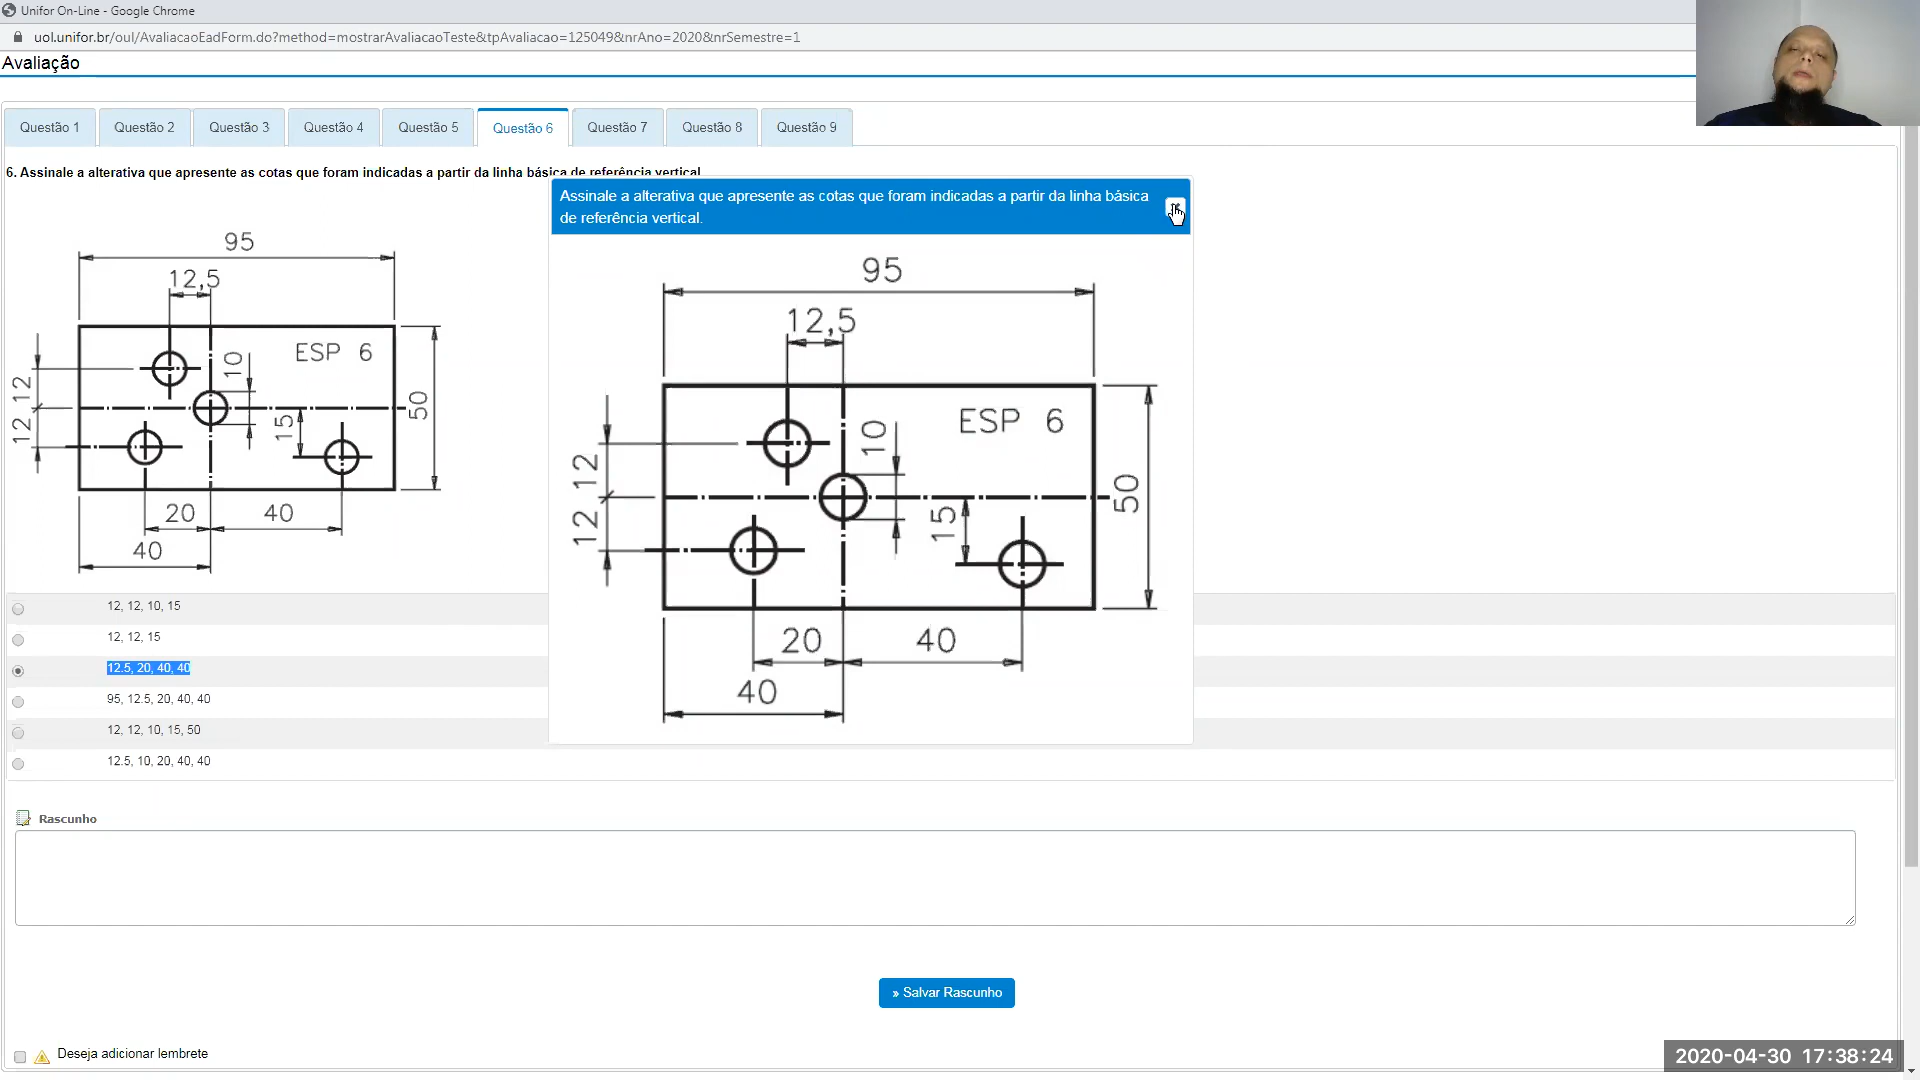 Unifor On-Line - Google Chrome
uol.unifor.br/oul/AvaliacaoEadForm.do?method=mostrarAvaliacaoTeste&tpAvaliacao=125049&nrAno=2020&nrSemestre=1
Avaliação
Questão 1 Questão 2 Questão 3 Questão 4 Questão 5 Questão 6 Questão 7 Questão 8 Questão 9
6. Assinale a alterativa que apresente as cotas que foram indicadas a partir da linha básica de referência vertical.
95
12,5
ESP 6
10
12
12
15
50
20
40
40
Assinale a alterativa que apresente as cotas que foram indicadas a partir da linha básica
de referência vertical.
95
12,5
ESP 6
10
12
12
15
50
20
40
40
12, 12, 10, 15
12, 12, 15
12.5, 20, 40, 40
95, 12.5, 20, 40, 40
12, 12, 10, 15, 50
12.5, 10, 20, 40, 40
Rascunho
» Salvar Rascunho
Deseja adicionar lembrete
2020-04-30 17:38:24